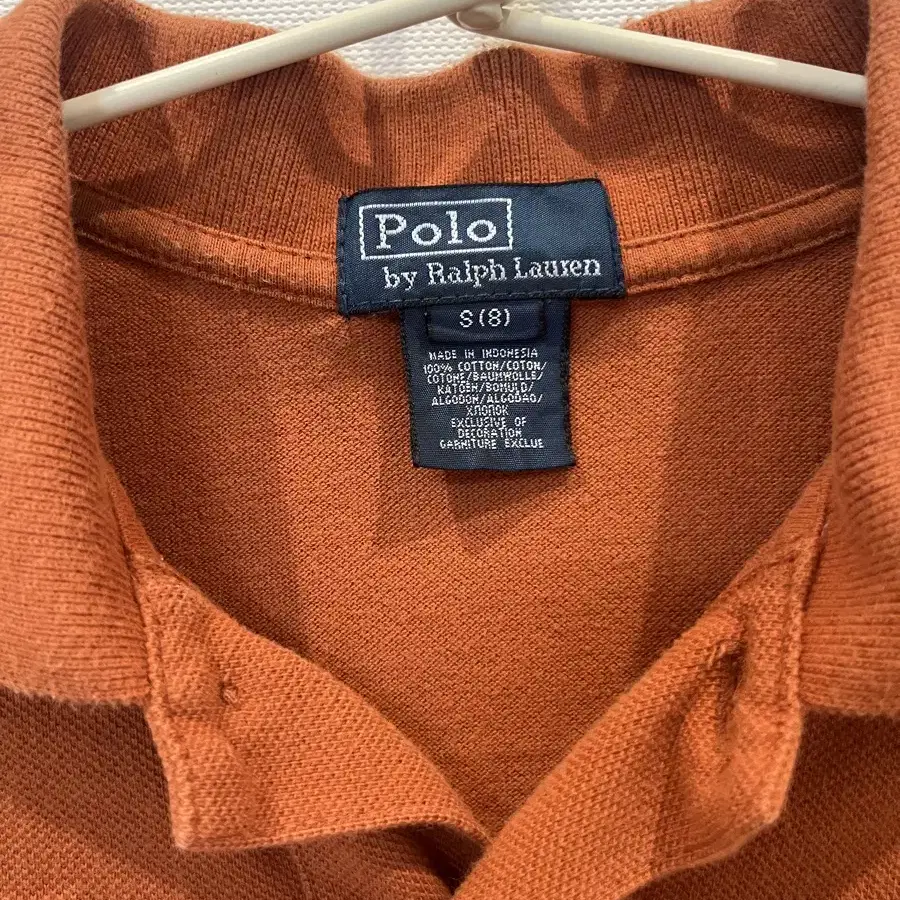 Polo
by Ralph Lauren
S (8)
MADE IN INDONESIA
100% COTTON/COTON/
COTONE/BAUMWOLLE/
KATOEN/BOMULD/
ALGODON/ALGODAO/
ХЛОПОК
EXCLUSIVE OF
DECORATION
GARNITURE EXCLUE